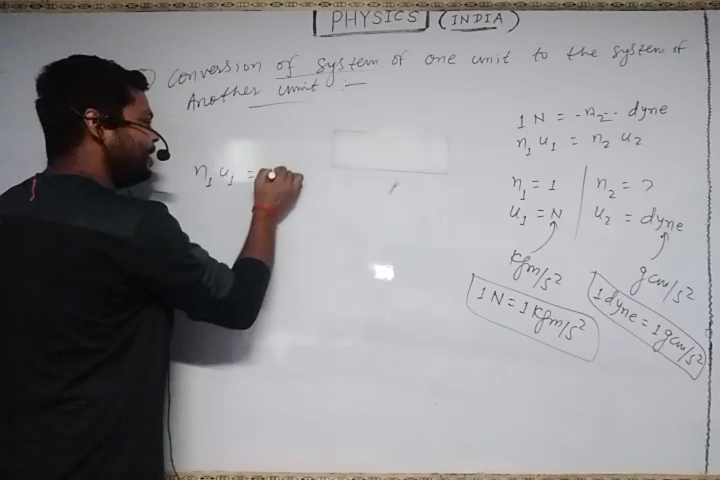 PHYSICS (INDIA)
) Conversion of system of one unit to the system of
Another unit :-
1 N = -n2-- dyne
n1 u1 = n2 u2
n1 = 1
u1 = N
kgm/s²
1 N = 1 kgm/s²
n2 = ?
u2 = dyne
gcm/s²
1 dyne = 1 gcm/s²
n1 u1 =